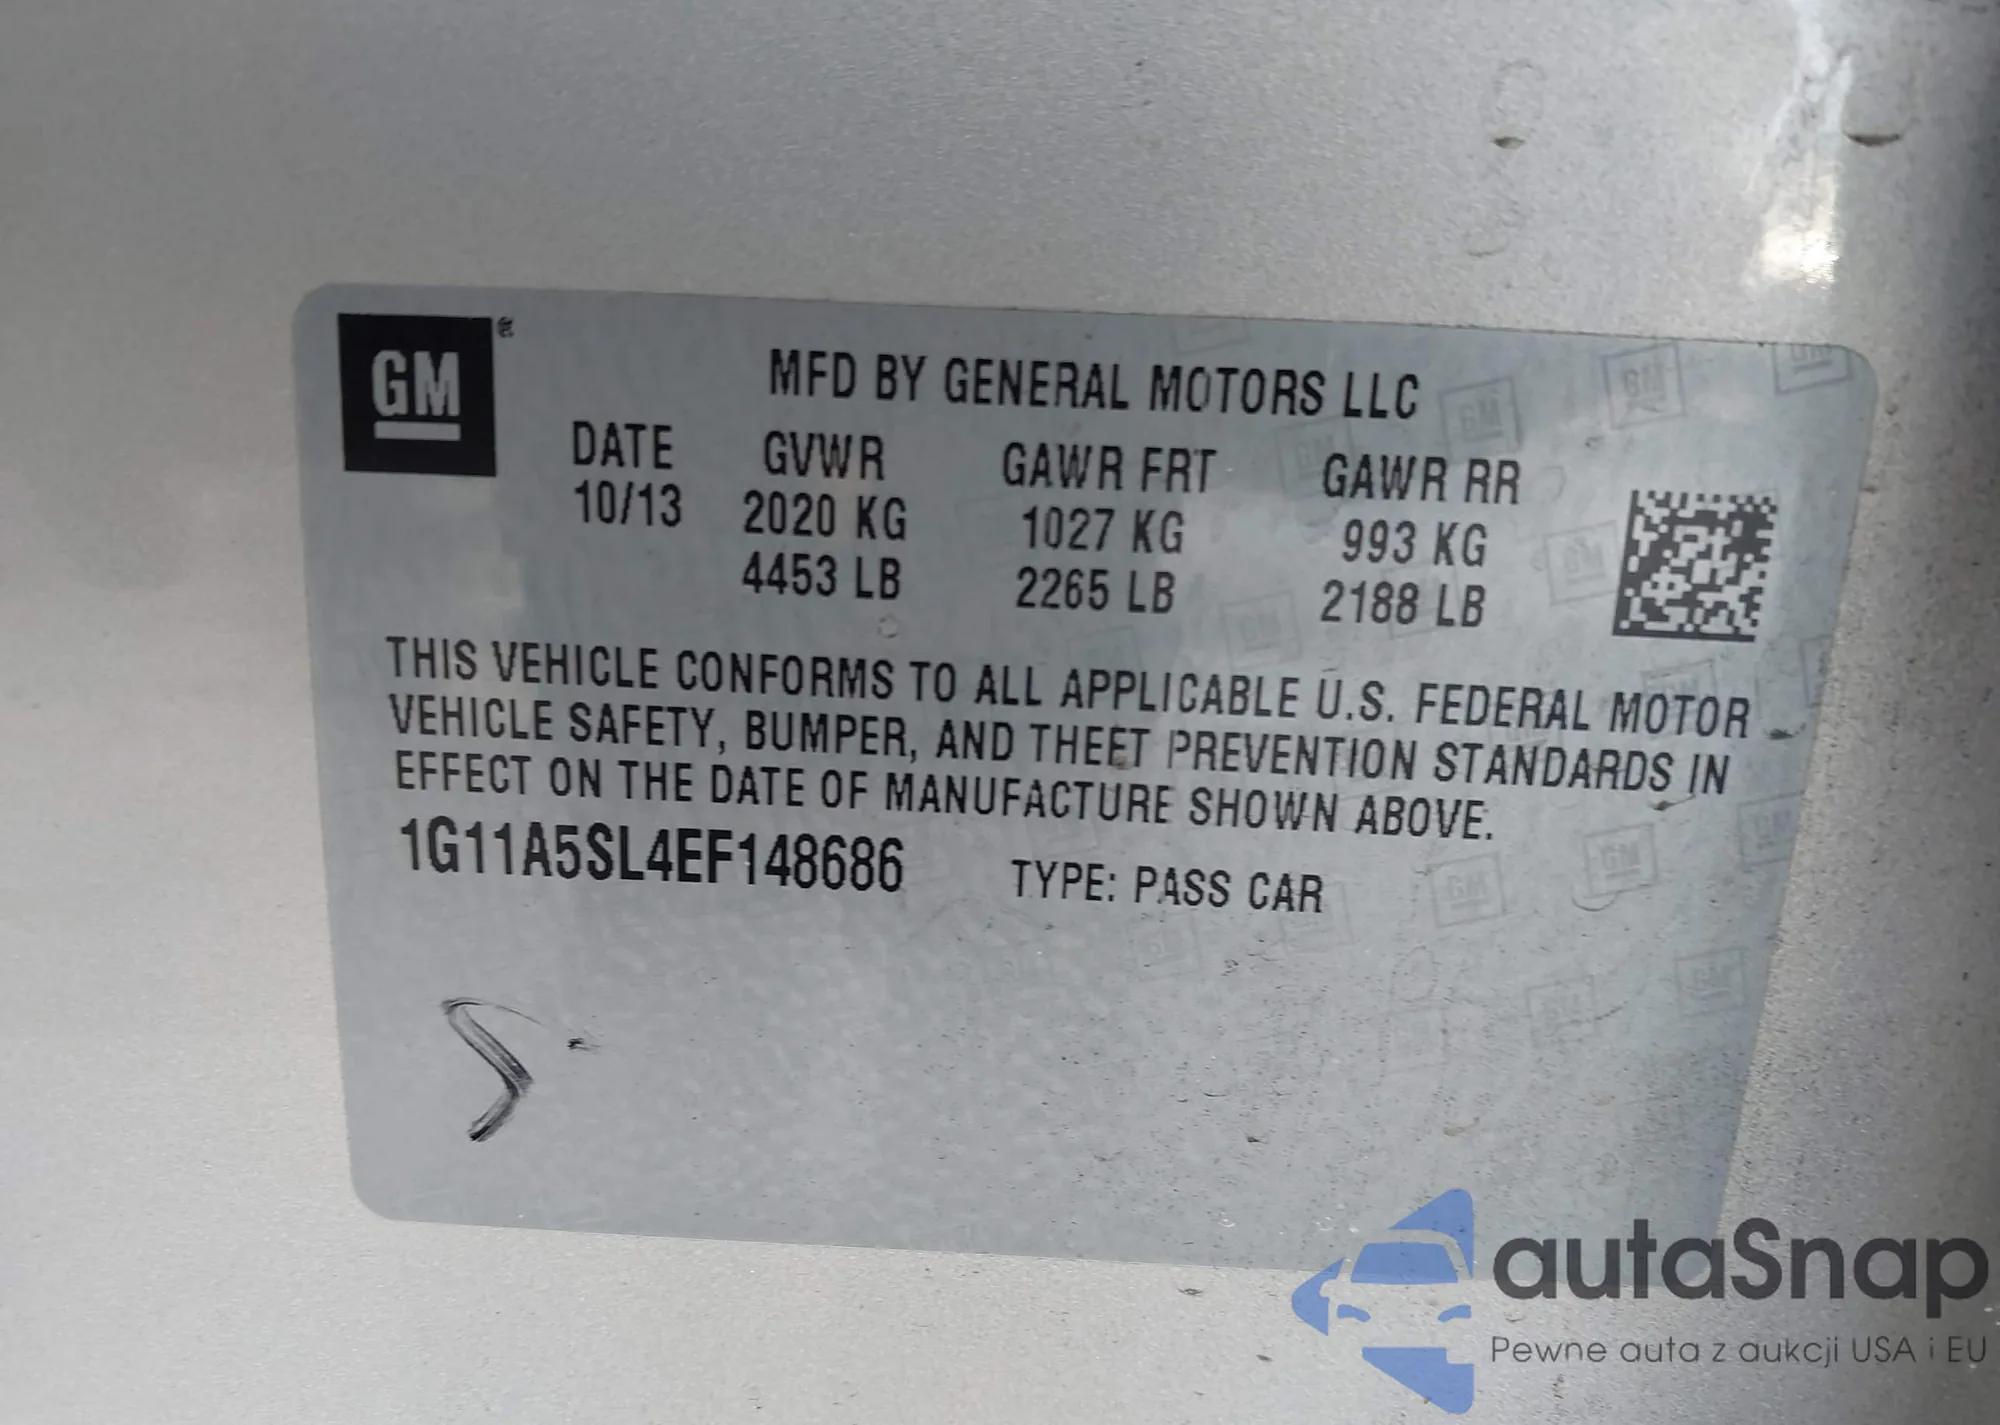 GM®
MFD BY GENERAL MOTORS LLC
DATE GVWR GAWR FRT GAWR RR
10/13 2020 KG 1027 KG 993 KG
4453 LB 2265 LB 2188 LB
THIS VEHICLE CONFORMS TO ALL APPLICABLE U.S. FEDERAL MOTOR
VEHICLE SAFETY, BUMPER, AND THEFT PREVENTION STANDARDS IN
EFFECT ON THE DATE OF MANUFACTURE SHOWN ABOVE.
1G11A5SL4EF148686 TYPE: PASS CAR
autaSnap
Pewne auta z aukcji USA i EU